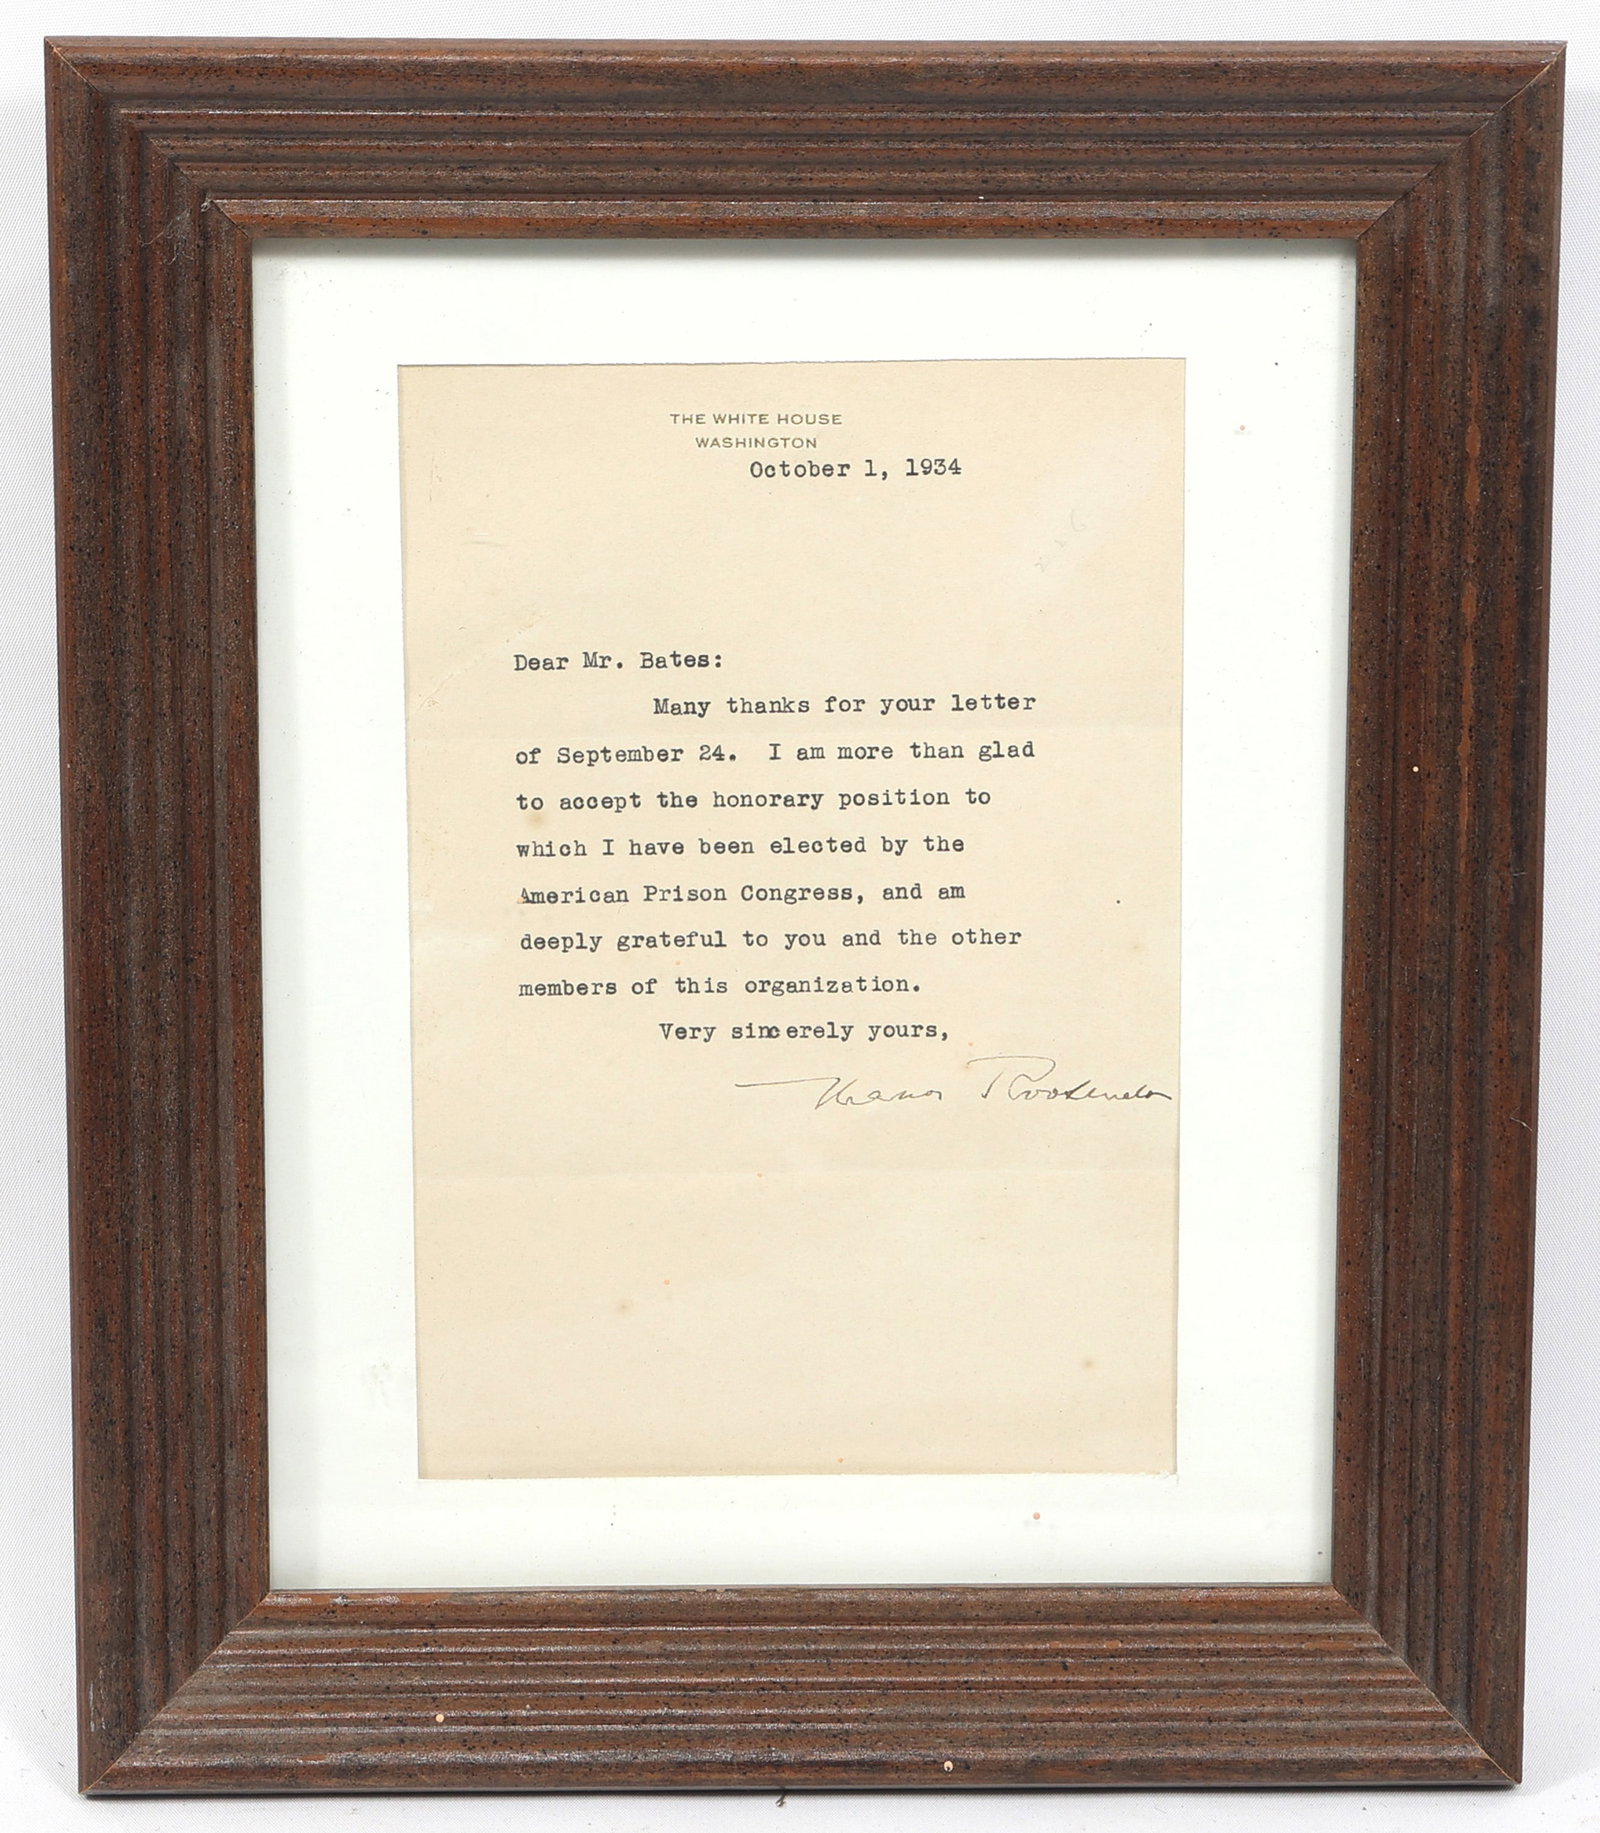 THE WHITE HOUSE
WASHINGTON
October 1, 1934
Dear Mr. Bates:
Many thanks for your letter
of September 24. I am more than glad
to accept the honorary position to
which I have been elected by the
American Prison Congress, and am
deeply grateful to you and the other
members of this organization.
Very sincerely yours,
Eleanor Roosevelt